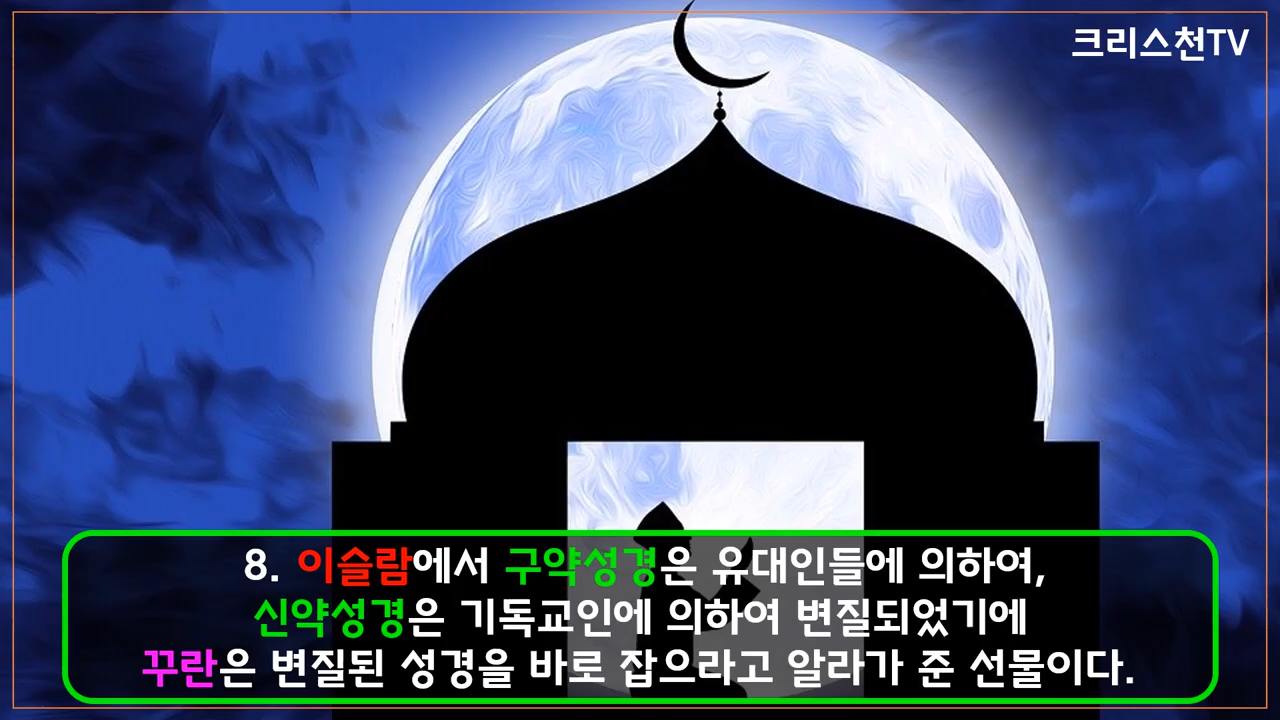 크리스천TV
8. 이슬람에서 구약성경은 유대인들에 의하여,
신약성경은 기독교인에 의하여 변질되었기에
꾸란은 변질된 성경을 바로 잡으라고 알라가 준 선물이다.